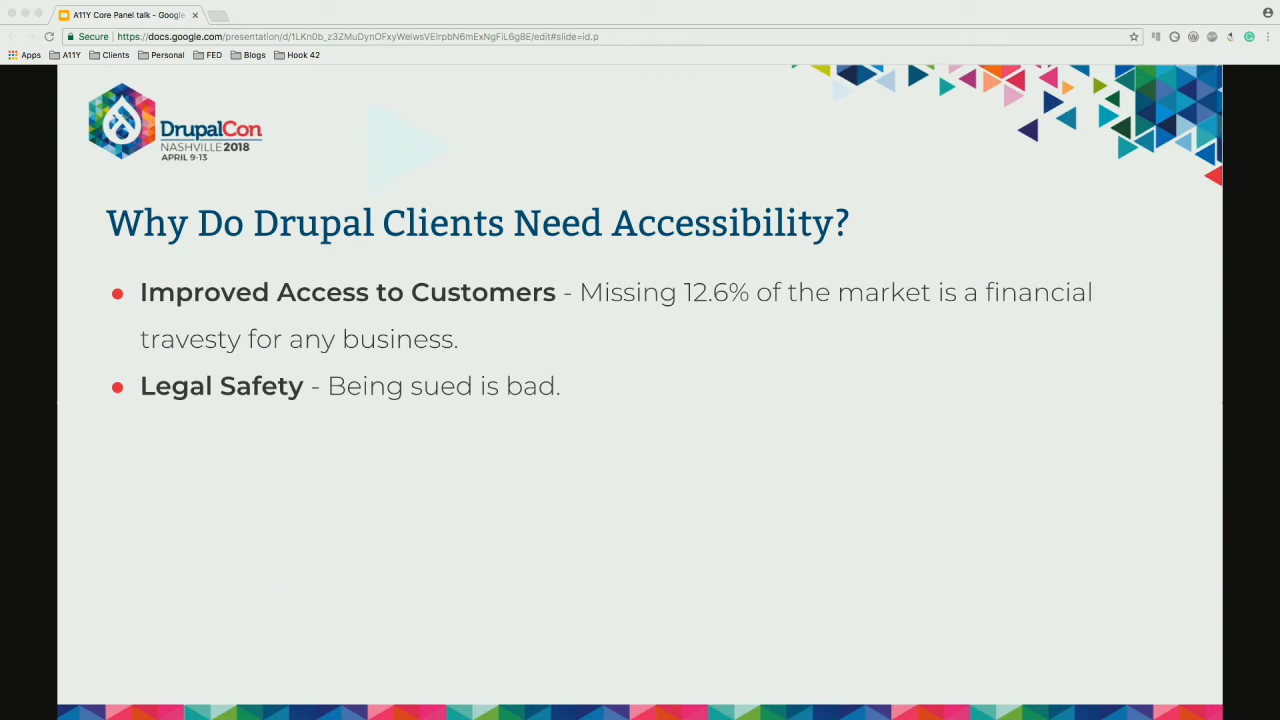 A11Y Core Panel talk - Google
Secure
https://docs.google.com/presentation/d/1LKn0b_z3ZMuDynOFxyWelwsVElrpbN6mExNgFiL6g8E/edit#slide=id.p
Apps A11Y Clients Personal FED Blogs Hook 42
DrupalCon
NASHVILLE 2018
APRIL 9-13
Why Do Drupal Clients Need Accessibility?
● Improved Access to Customers - Missing 12.6% of the market is a financial
travesty for any business.
● Legal Safety - Being sued is bad.